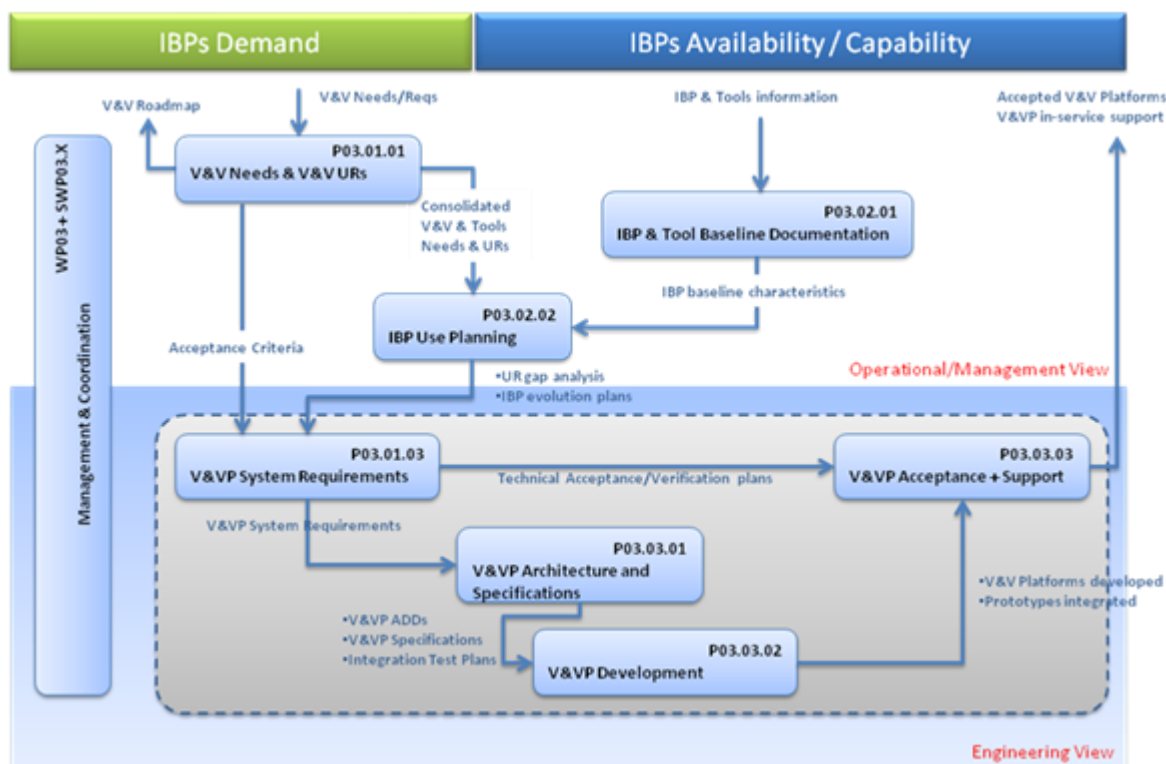 IBPs Demand
IBPs Availability / Capability
V&V Roadmap
V&V Needs/Reqs
IBP & Tools information
Accepted V&V Platforms
V&VP in-service support
WP03 + SWP03.X
Management & Coordination
P03.01.01
V&V Needs & V&V URs
Consolidated
V&V & Tools
Needs & URs
P03.02.01
IBP & Tool Baseline Documentation
IBP baseline characteristics
P03.02.02
IBP Use Planning
Acceptance Criteria
•UR gap analysis
•IBP evolution plans
Operational/Management View
P03.01.03
V&VP System Requirements
Technical Acceptance/Verification plans
P03.03.03
V&VP Acceptance + Support
V&VP System Requirements
P03.03.01
V&VP Architecture and
Specifications
•V&VP ADDs
•V&VP Specifications
•Integration Test Plans
P03.03.02
V&VP Development
•V&V Platforms developed
•Prototypes integrated
Engineering View